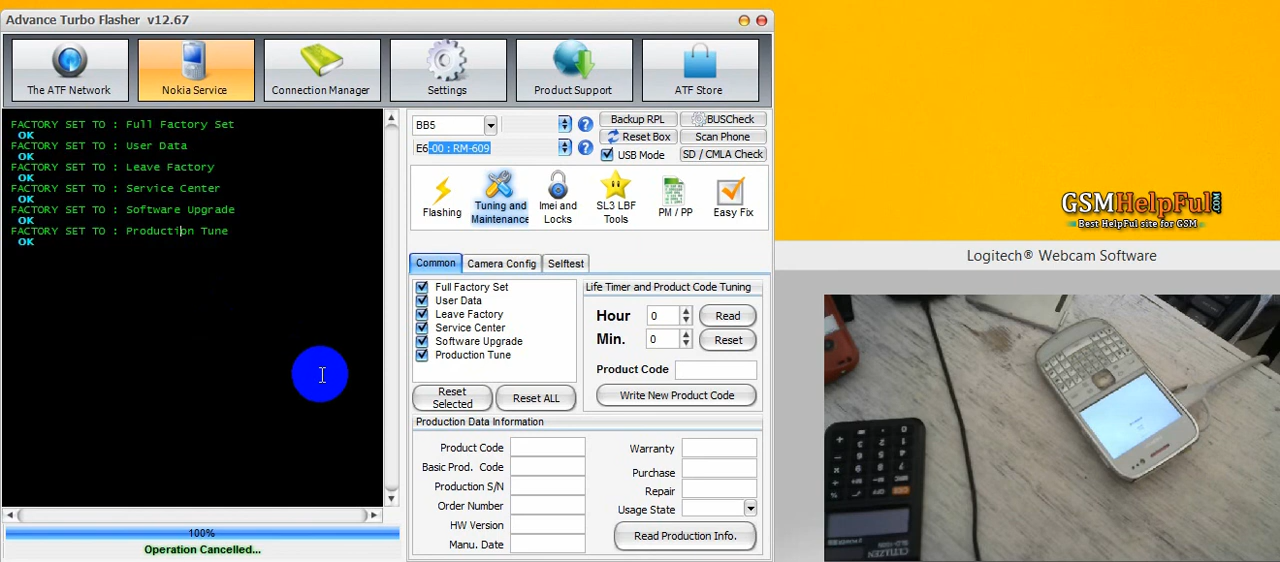 Advance Turbo Flasher v12.67
The ATF Network
Nokia Service
Connection Manager
Settings
Product Support
ATF Store
FACTORY SET TO : Full Factory Set
OK
FACTORY SET TO : User Data
OK
FACTORY SET TO : Leave Factory
OK
FACTORY SET TO : Service Center
OK
FACTORY SET TO : Software Upgrade
OK
FACTORY SET TO : Production Tune
OK
100%
Operation Cancelled...
BB5
E6-00 : RM-609
Backup RPL
BUSCheck
Reset Box
Scan Phone
USB Mode
SD / CMLA Check
Flashing
Tuning and
Maintenance
Imei and
Locks
SL3 LBF
Tools
PM / PP
Easy Fix
Common
Camera Config
Selftest
Full Factory Set
User Data
Leave Factory
Service Center
Software Upgrade
Production Tune
Reset
Selected
Reset ALL
Life Timer and Product Code Tuning
Hour 0 Read
Min. 0 Reset
Product Code
Write New Product Code
Production Data Information
Product Code
Basic Prod. Code
Production S/N
Order Number
HW Version
Manu. Date
Warranty
Purchase
Repair
Usage State
Read Production Info.
GSMHelpFul.COM
Best HelpFul site for GSM
Logitech® Webcam Software
CITIZEN